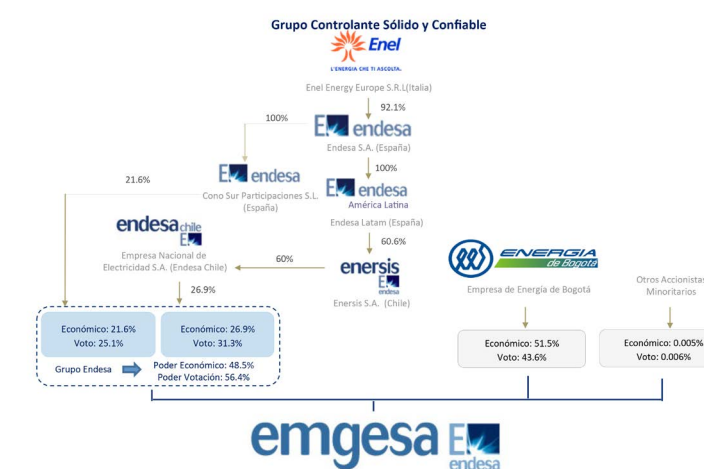 Grupo Controlante Sólido y Confiable
Enel
L'ENERGIA CHE TI ASCOLTA.
Enel Energy Europe S.R.L(Italia)
92.1%
100%
endesa
Endesa S.A. (España)
100%
21.6%
endesa
Cono Sur Participaciones S.L.
(España)
endesa
América Latina
Endesa Latam (España)
60.6%
endesa chile
Empresa Nacional de
Electricidad S.A. (Endesa Chile)
60%
enersis
endesa
Enersis S.A. (Chile)
26.9%
ENERGIA
de Bogotá
Empresa de Energía de Bogotá
Otros Accionistas
Minoritarios
Económico: 21.6%
Voto: 25.1%
Económico: 26.9%
Voto: 31.3%
Económico: 51.5%
Voto: 43.6%
Económico: 0.005%
Voto: 0.006%
Grupo Endesa
Poder Económico: 48.5%
Poder Votación: 56.4%
emgesa
endesa